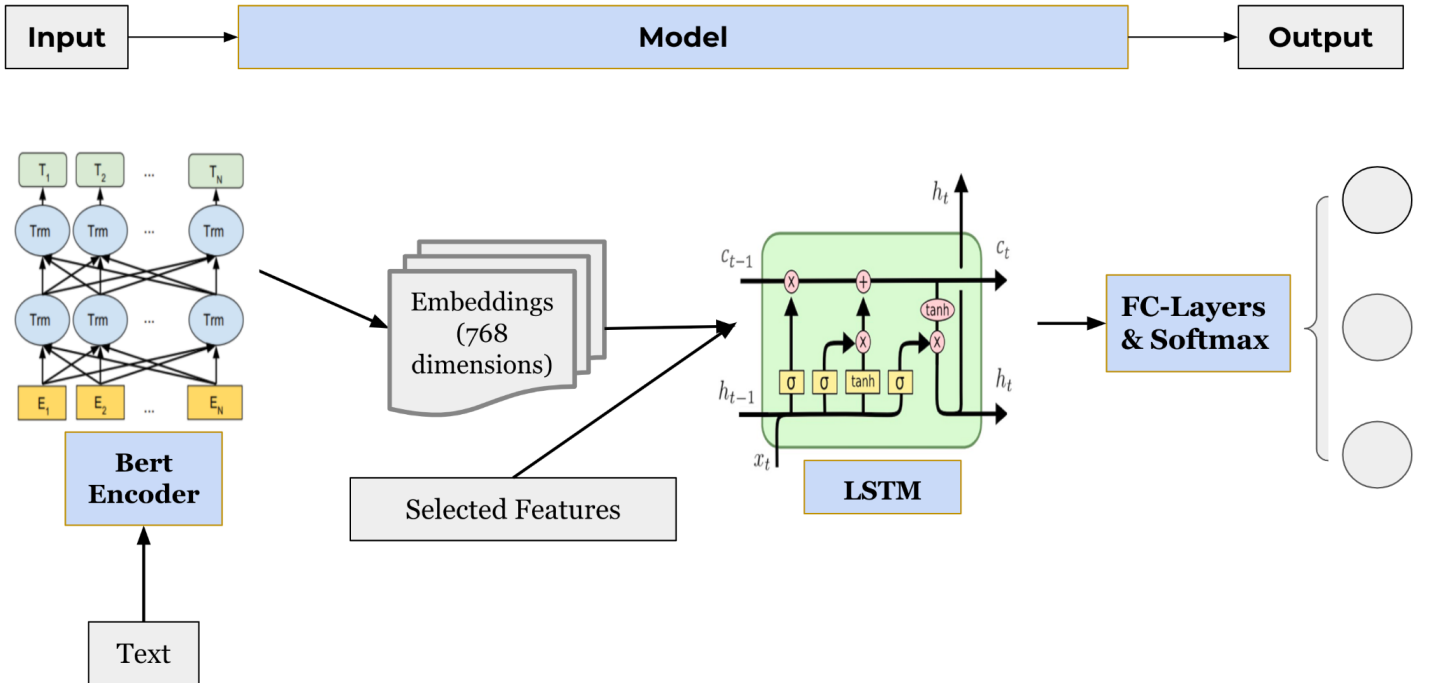 Input
Model
Output
T1 T2 ... TN
Trm Trm ... Trm
Trm Trm ... Trm
E1 E2 ... EN
Bert
Encoder
Text
Embeddings
(768
dimensions)
Selected Features
ht
ct-1 ct
x +
tanh
x x
σ σ tanh σ
ht-1 ht
xt
LSTM
FC-Layers
& Softmax